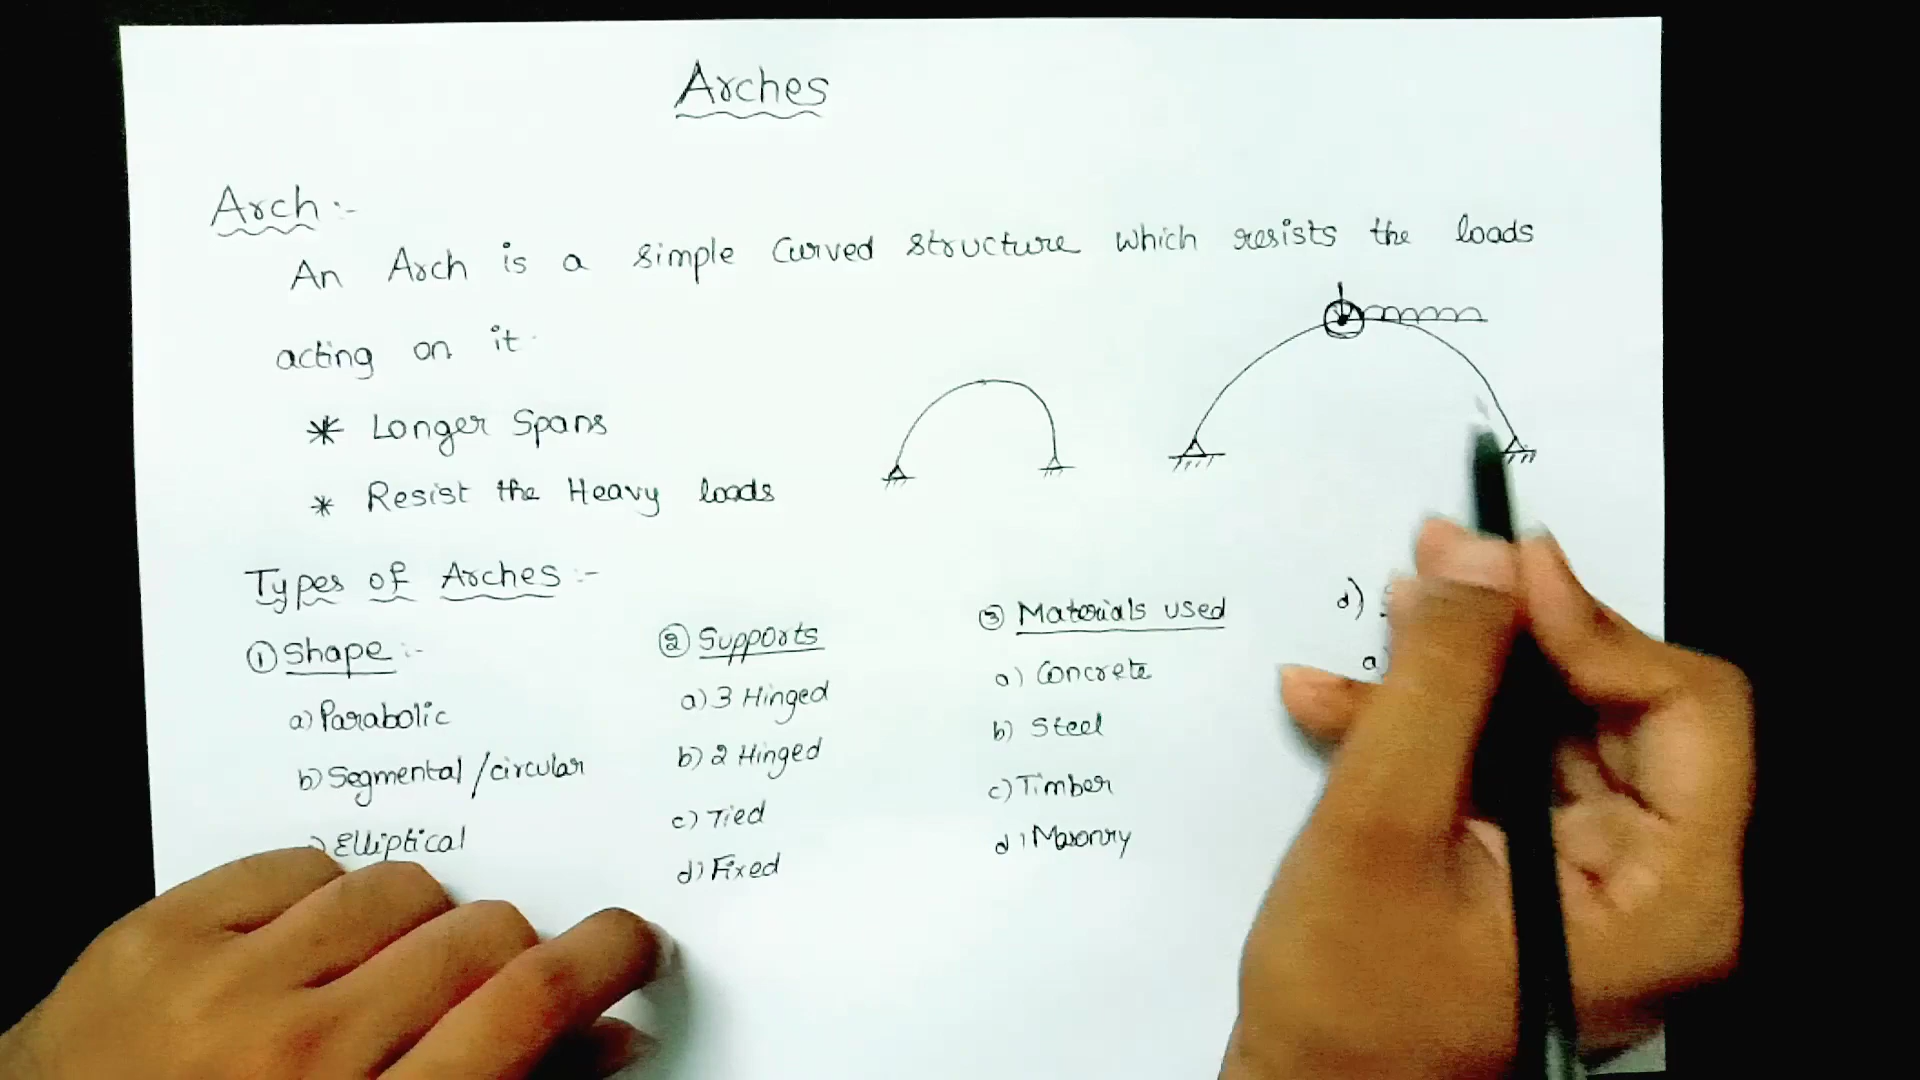 Arches
Arch :-
An Arch is a simple Curved structure which resists the loads
acting on it.
* Longer Spans
* Resist the Heavy loads
Types of Arches :-
① Shape :-
a) Parabolic
b) Segmental / circular
) Elliptical
② Supports
a) 3 Hinged
b) 2 Hinged
c) Tied
d) Fixed
③ Materials used
a) Concrete
b) Steel
c) Timber
d) Masonry
d)
a)